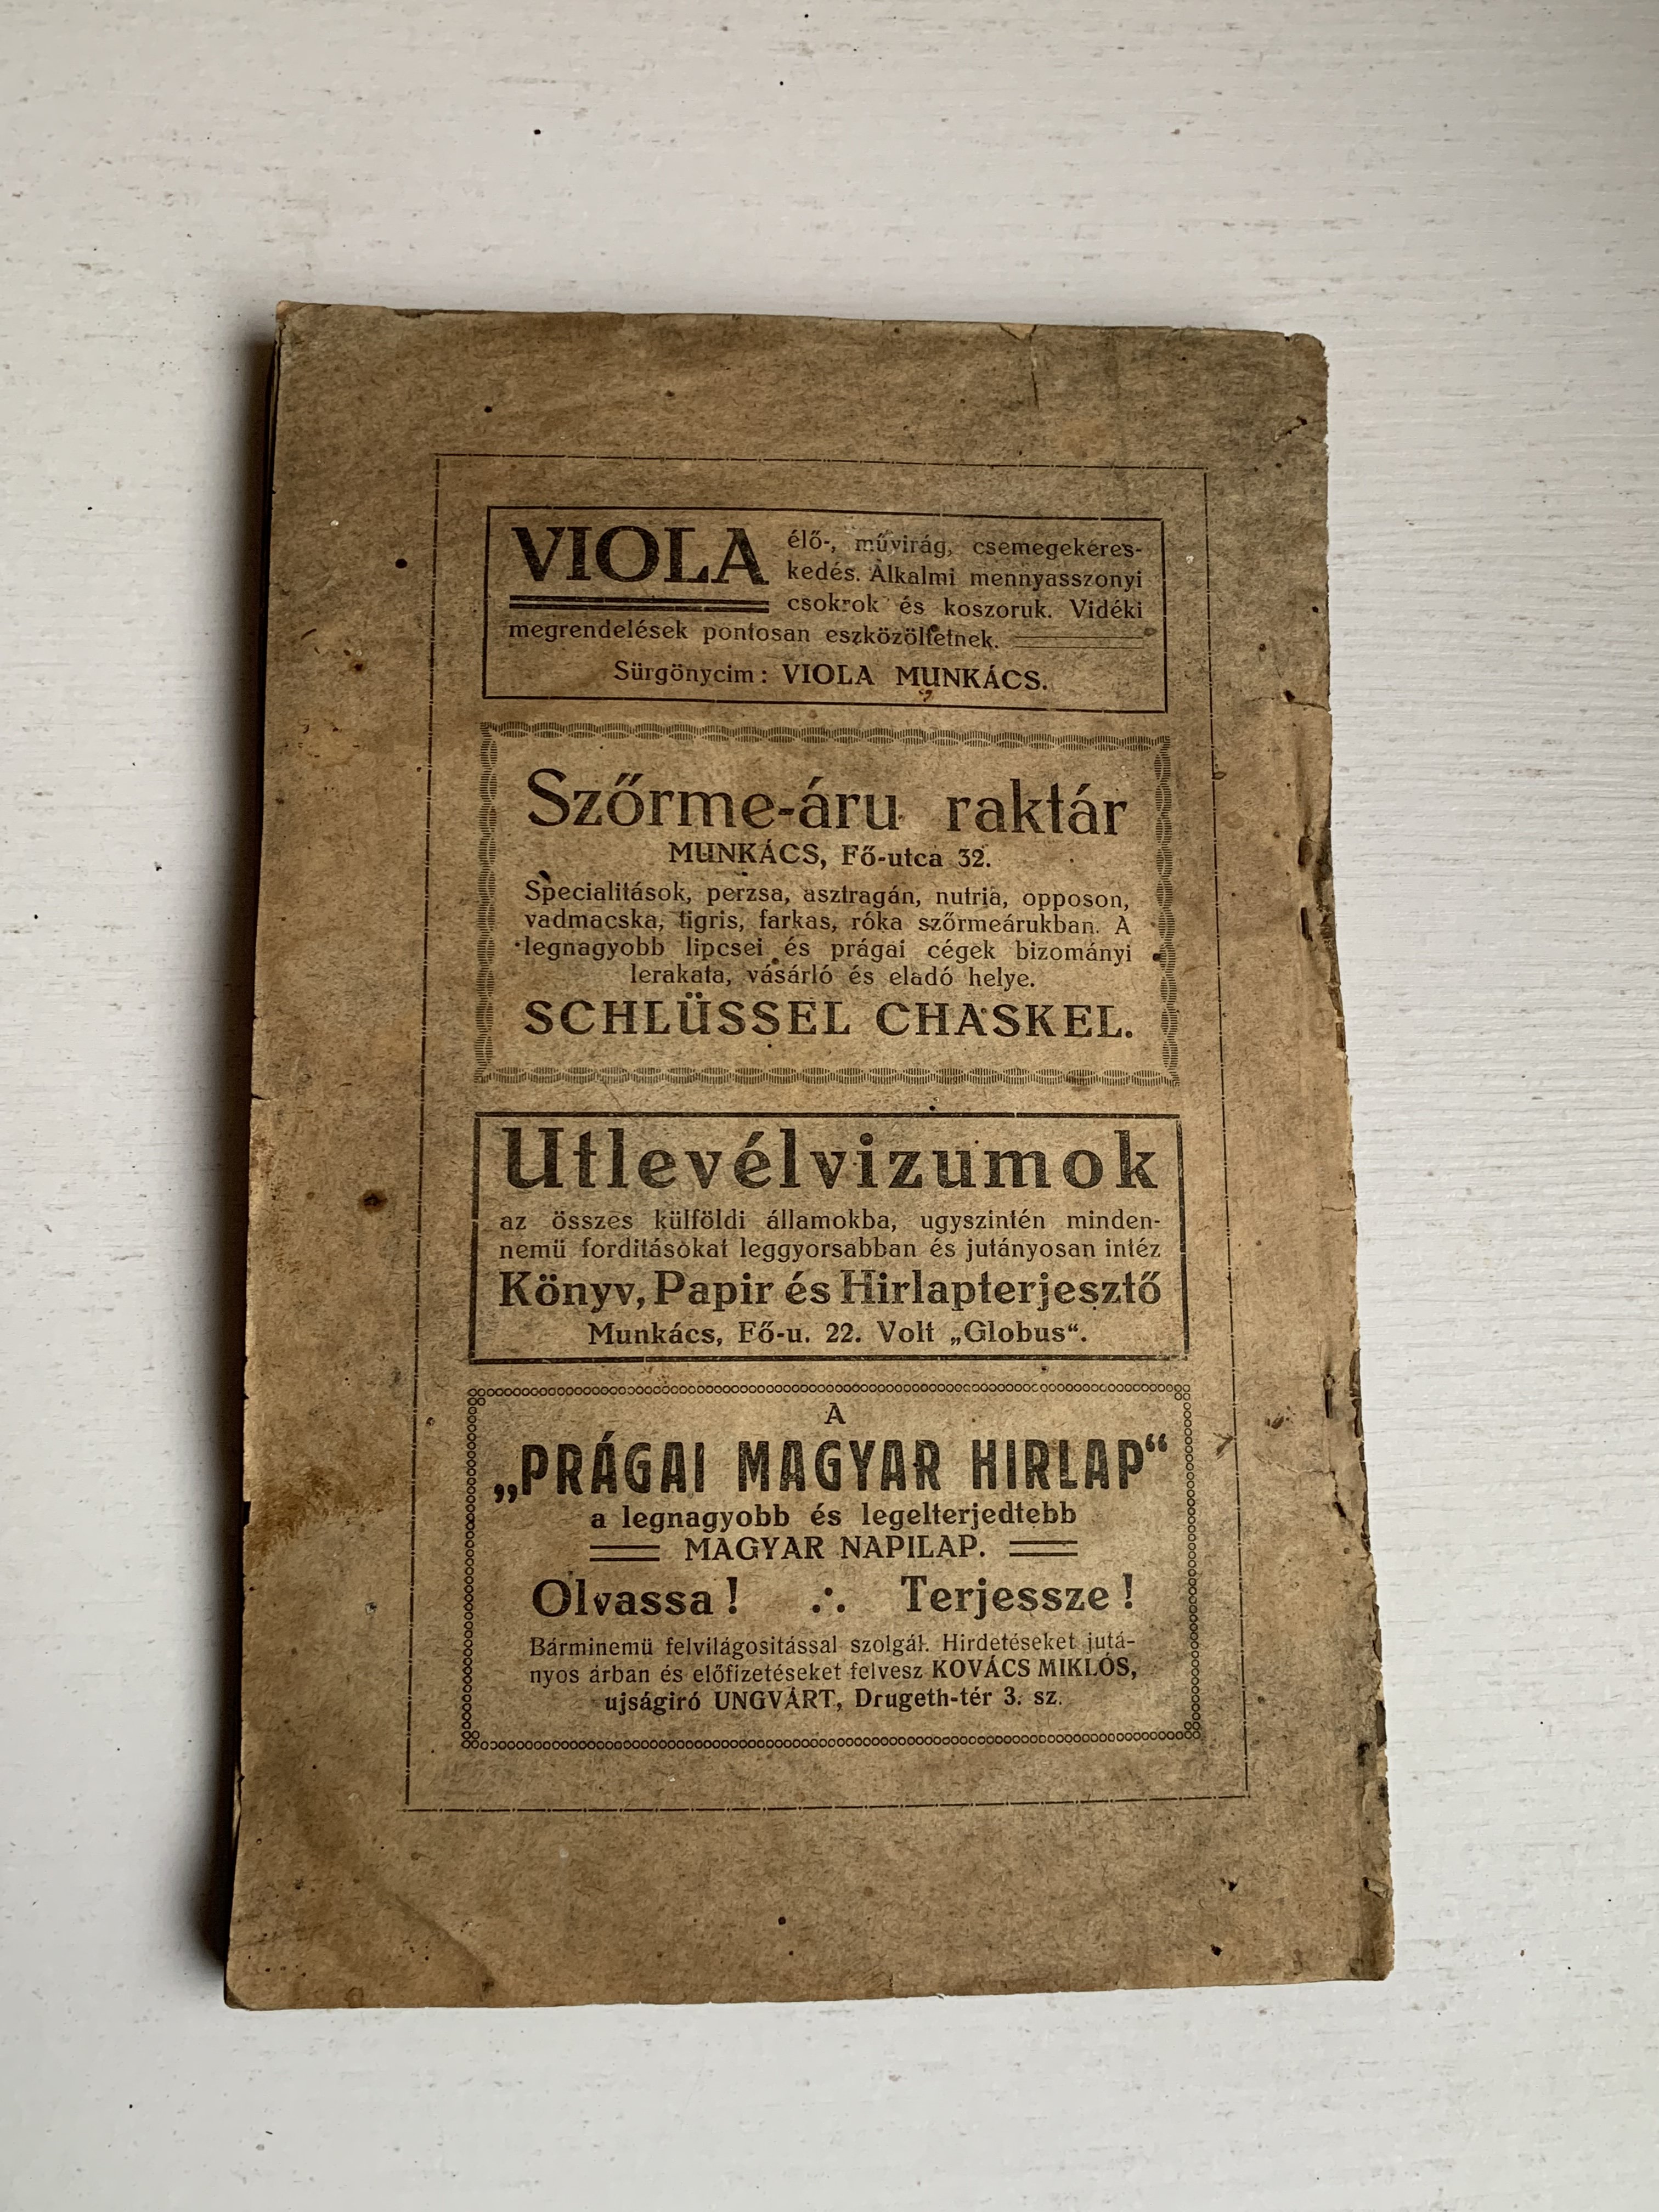 VIOLA élő-, művirág, csemegekéres-
kedés. Alkalmi mennyasszonyi
csokrok és koszoruk. Vidéki
megrendelések pontosan eszközöltetnek.
Sürgönycim: VIOLA MUNKÁCS.
Szőrme-áru raktár
MUNKÁCS, Fő-utca 32.
Specialitások, perzsa, asztragán, nutria, opposon,
vadmacska, tigris, farkas, róka szőrmeárukban. A
legnagyobb lipcsei és prágai cégek bizományi
lerakata, vásárló és eladó helye.
SCHLÜSSEL CHASKEL.
Utlevélvizumok
az összes külföldi államokba, ugyszintén minden-
nemü forditásokat leggyorsabban és jutányosan intéz
Könyv, Papir és Hirlapterjesztő
Munkács, Fő-u. 22. Volt „Globus“.
A
„PRÁGAI MAGYAR HIRLAP“
a legnagyobb és legelterjedtebb
MAGYAR NAPILAP.
Olvassa! ∴ Terjessze!
Bárminemü felvilágositással szolgál. Hirdetéseket jutá-
nyos árban és előfizetéseket felvesz KOVÁCS MIKLÓS,
ujságiró UNGVÁRT, Drugeth-tér 3. sz.